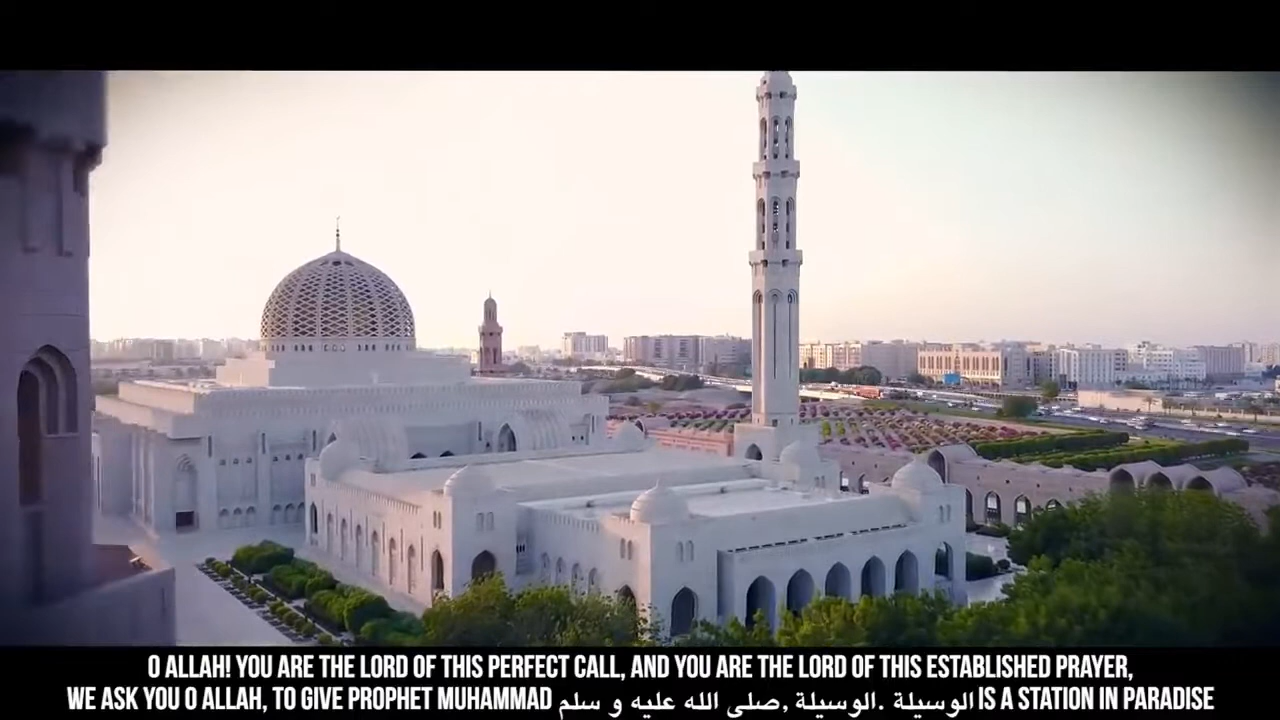 O ALLAH! YOU ARE THE LORD OF THIS PERFECT CALL, AND YOU ARE THE LORD OF THIS ESTABLISHED PRAYER,
WE ASK YOU O ALLAH, TO GIVE PROPHET MUHAMMAD صلى الله عليه و سلم, الوسيلة. الوسيلة IS A STATION IN PARADISE